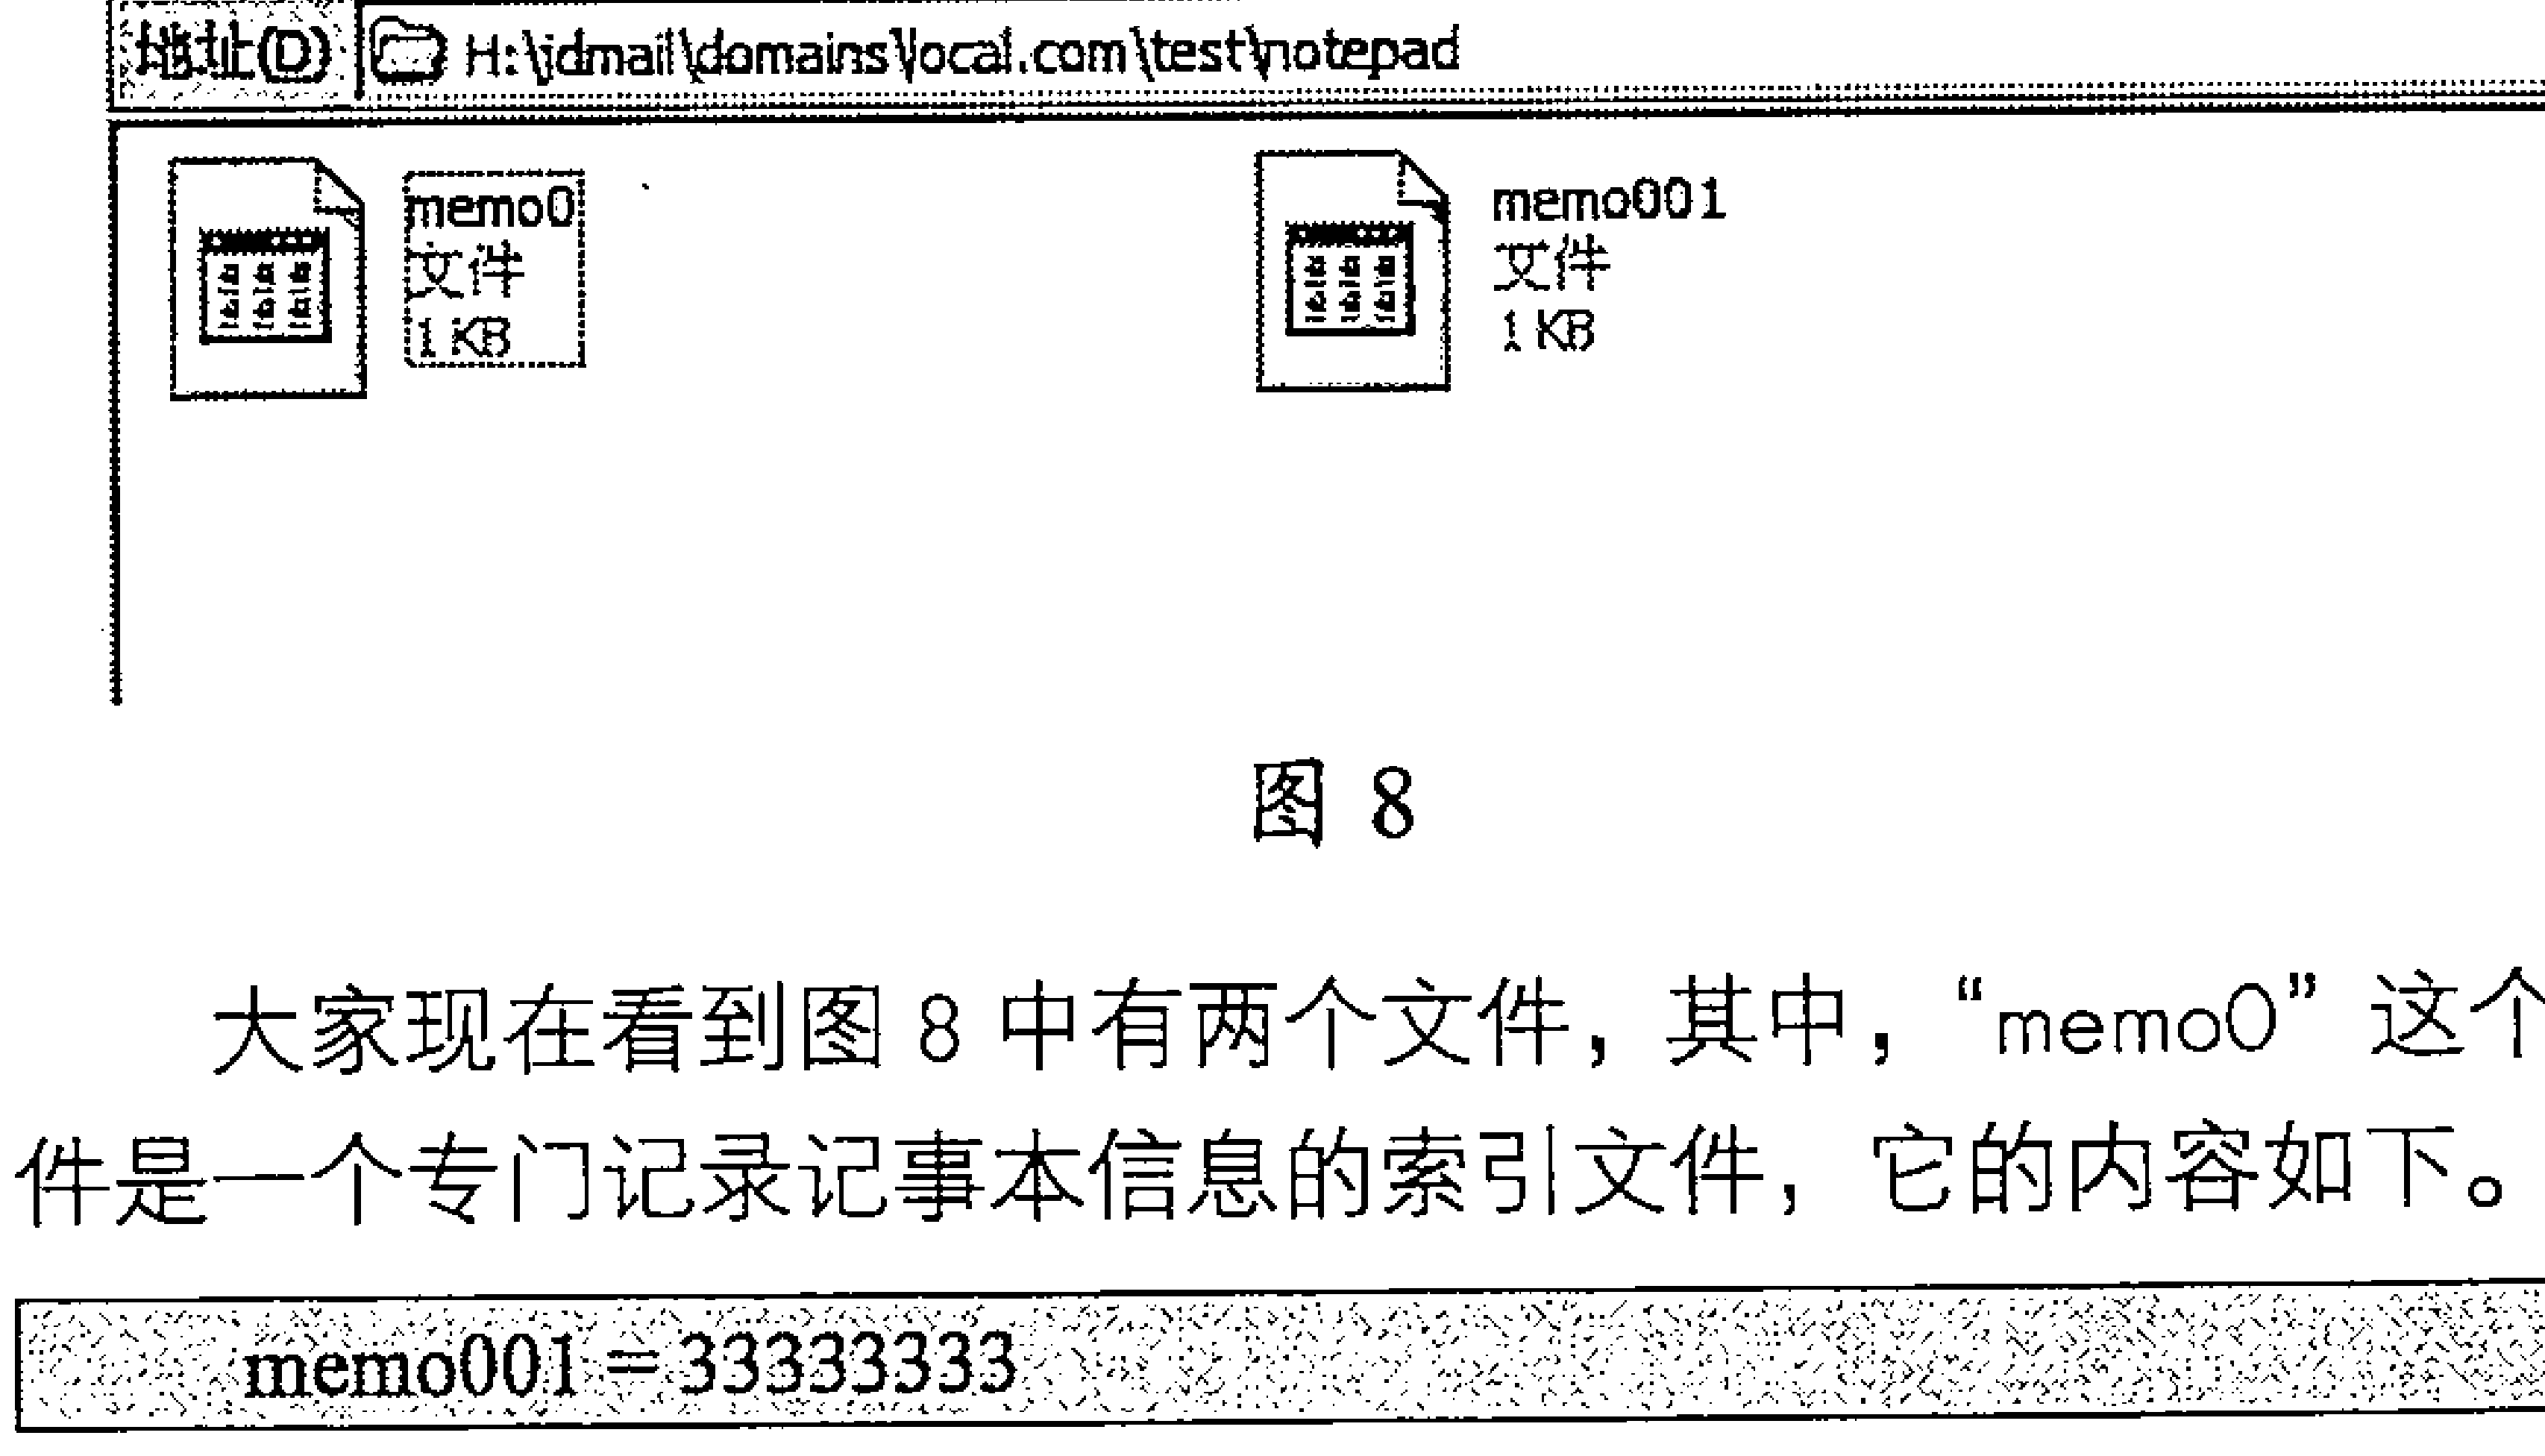 地址(D) H:\jdmail\domains\local.com\test\notepad
memo0
文件
1 KB
memo001
文件
1 KB
图 8
大家现在看到图 8 中有两个文件，其中，“memo0”这个
件是一个专门记录记事本信息的索引文件，它的内容如下。
memo001 = 33333333